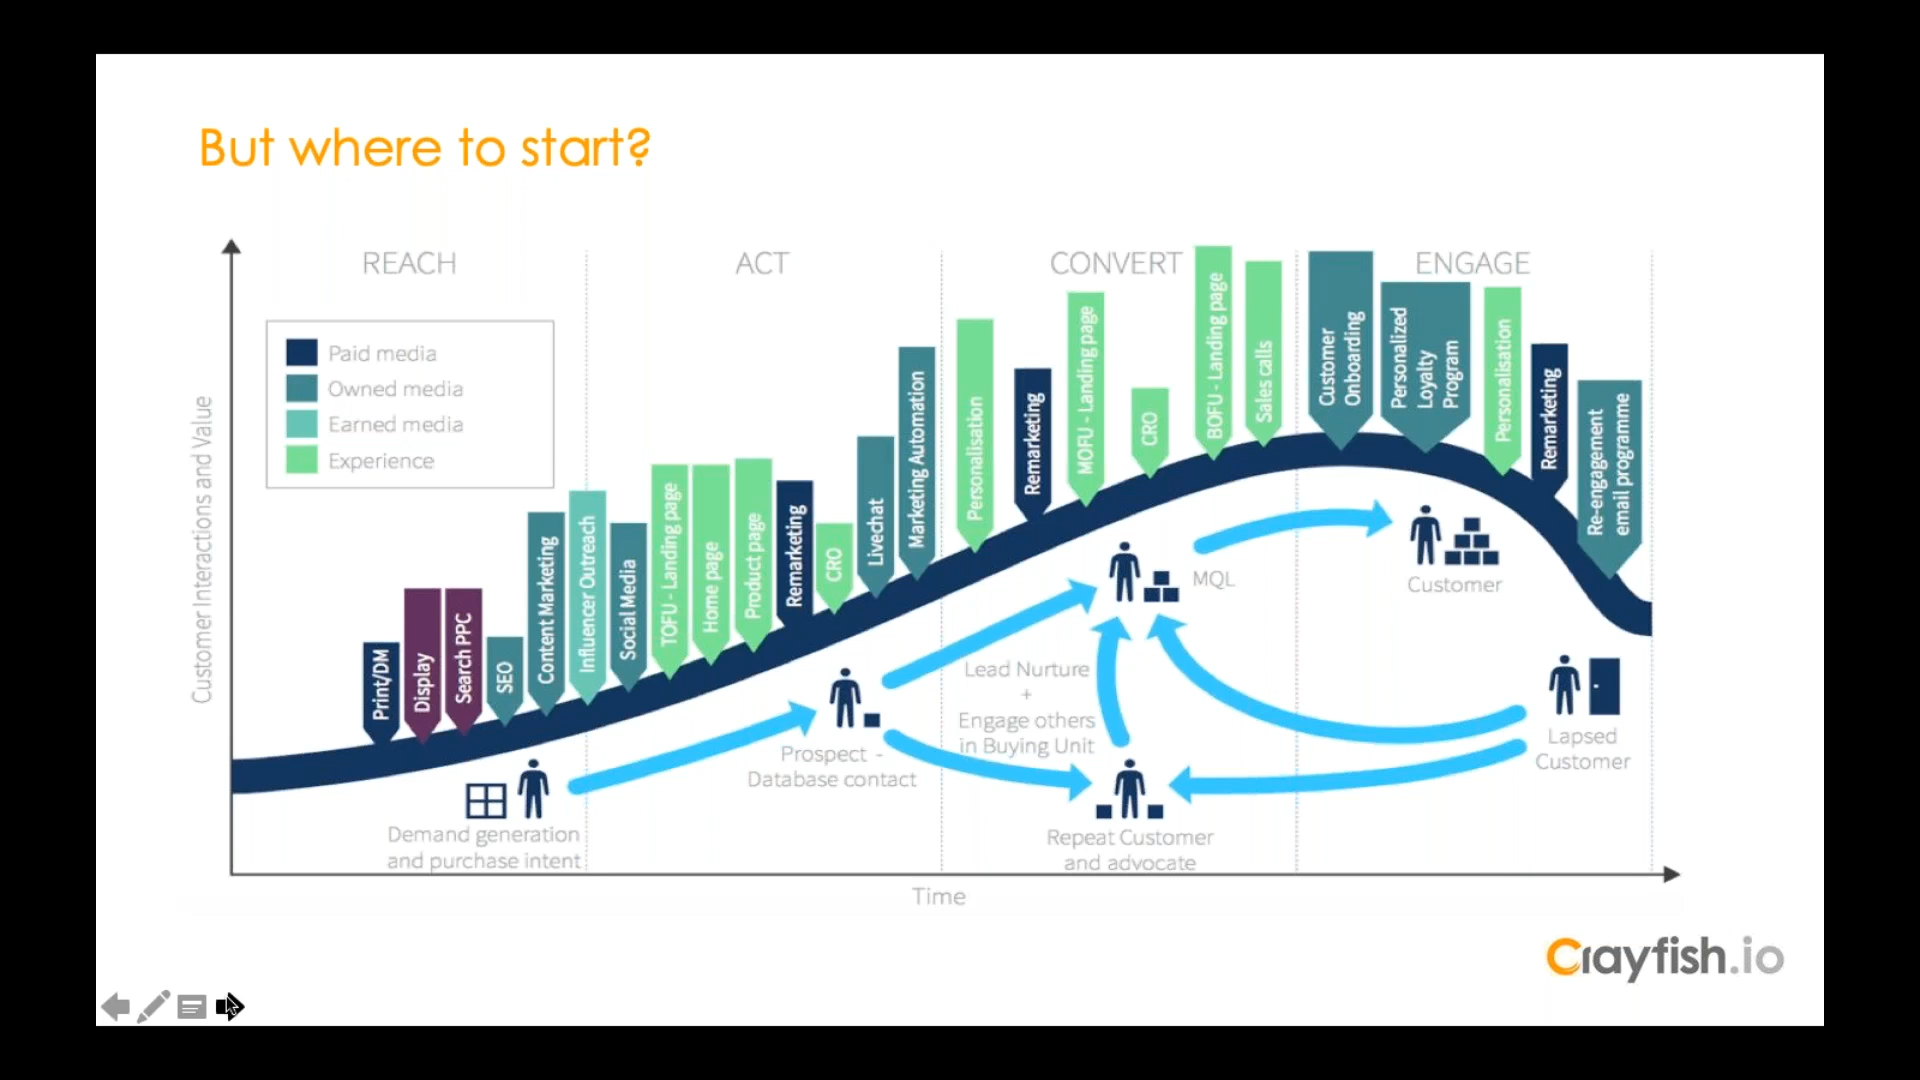 But where to start?
REACH
ACT
CONVERT
ENGAGE
Paid media
Owned media
Earned media
Experience
Customer Interactions and Value
Print/DM
Display
Search PPC
SEO
Content Marketing
Influencer Outreach
Social Media
TOFU - Landing page
Home page
Product page
Remarketing
CRO
Livechat
Marketing Automation
Personalisation
Remarketing
MOFU - Landing page
CRO
BOFU - Landing page
Sales calls
Customer
Onboarding
Personalized
Loyalty
Program
Personalisation
Remarketing
Re-engagement
email programme
Demand generation
and purchase intent
Prospect -
Database contact
Lead Nurture
+
Engage others
in Buying Unit
MQL
Repeat Customer
and advocate
Customer
Lapsed
Customer
Time
Crayfish.io